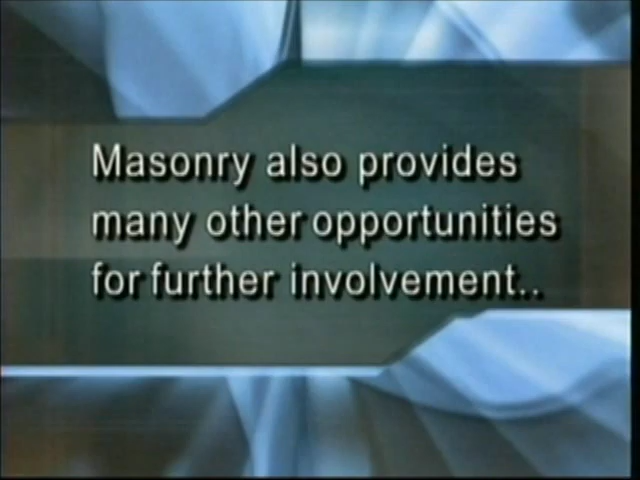 Masonry also provides
many other opportunities
for further involvement..